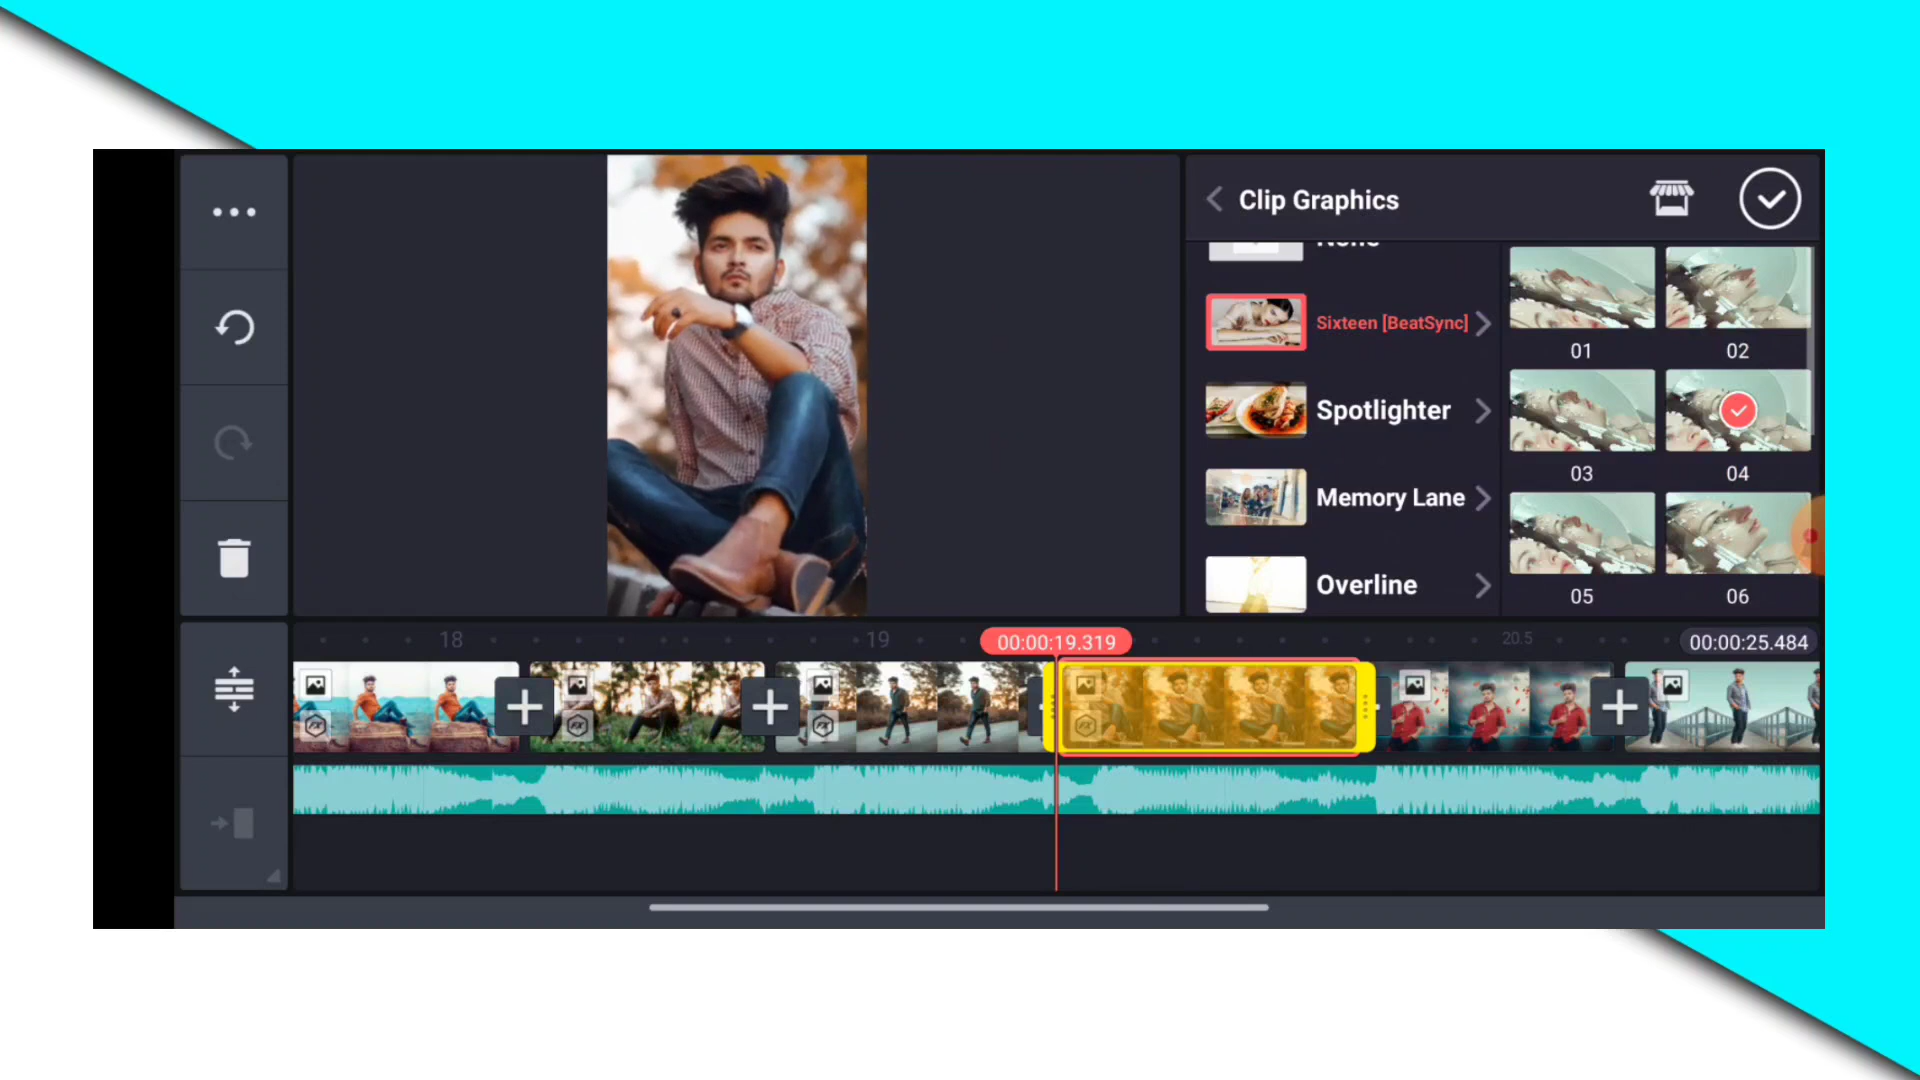 Clip Graphics
None
Sixteen [BeatSync]
Spotlighter
Memory Lane
Overline
01
02
03
04
05
06
18
19
00:00:19.319
20.5
00:00:25.484